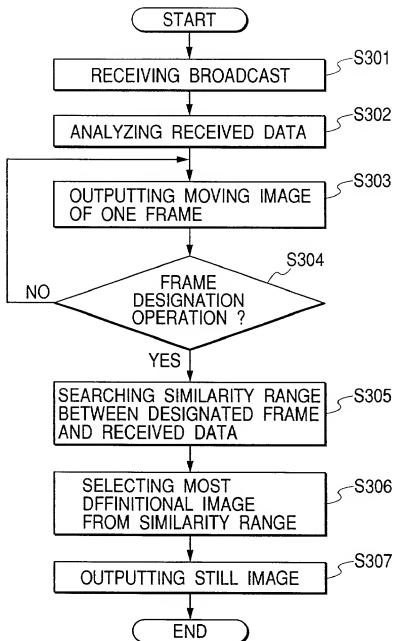 START
RECEIVING BROADCAST
S301
ANALYZING RECEIVED DATA
S302
OUTPUTTING MOVING IMAGE
OF ONE FRAME
S303
FRAME
DESIGNATION
OPERATION ?
S304
NO
YES
SEARCHING SIMILARITY RANGE
BETWEEN DESIGNATED FRAME
AND RECEIVED DATA
S305
SELECTING MOST
DFFINITIONAL IMAGE
FROM SIMILARITY RANGE
S306
OUTPUTTING STILL IMAGE
S307
END